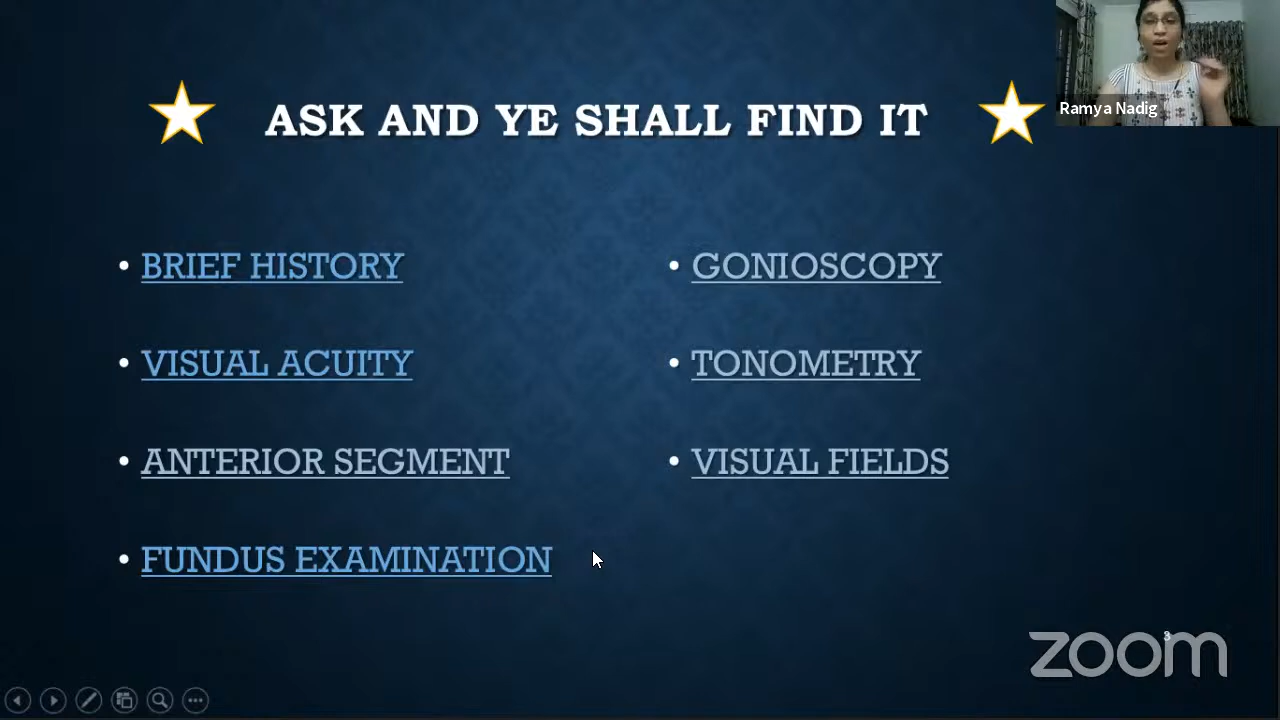 ASK AND YE SHALL FIND IT
Ramya Nadig
• BRIEF HISTORY
• VISUAL ACUITY
• ANTERIOR SEGMENT
• FUNDUS EXAMINATION
• GONIOSCOPY
• TONOMETRY
• VISUAL FIELDS
3
zoom